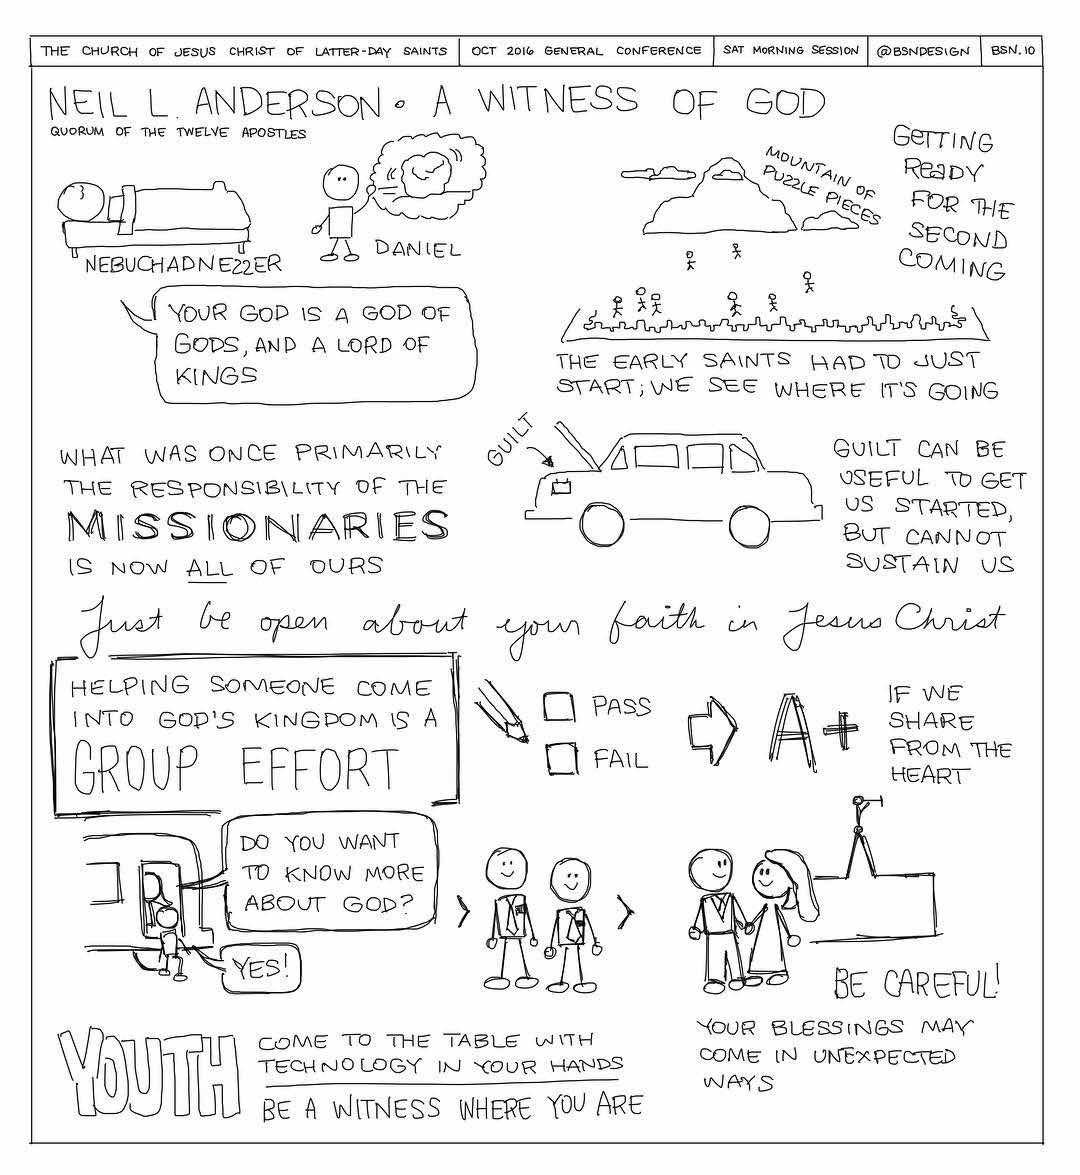 THE CHURCH OF JESUS CHRIST OF LATTER-DAY SAINTS
OCT 2016 GENERAL CONFERENCE
SAT MORNING SESSION
@BSNDESIGN
BSN.10
NEIL L. ANDERSON • A WITNESS OF GOD
QUORUM OF THE TWELVE APOSTLES
NEBUCHADNEZZER
DANIEL
YOUR GOD IS A GOD OF
GODS, AND A LORD OF
KINGS
MOUNTAIN OF
PUZZLE PIECES
GETTING
READY
FOR THE
SECOND
COMING
THE EARLY SAINTS HAD TO JUST
START; WE SEE WHERE IT'S GOING
WHAT WAS ONCE PRIMARILY
THE RESPONSIBILITY OF THE
MISSIONARIES
IS NOW ALL OF OURS
GUILT
GUILT CAN BE
USEFUL TO GET
US STARTED,
BUT CANNOT
SUSTAIN US
Just be open about your faith in Jesus Christ
HELPING SOMEONE COME
INTO GOD'S KINGDOM IS A
GROUP EFFORT
PASS
FAIL
A+
IF WE
SHARE
FROM THE
HEART
DO YOU WANT
TO KNOW MORE
ABOUT GOD?
YES!
BE CAREFUL!
YOUR BLESSINGS MAY
COME IN UNEXPECTED
WAYS
YOUTH
COME TO THE TABLE WITH
TECHNOLOGY IN YOUR HANDS
BE A WITNESS WHERE YOU ARE